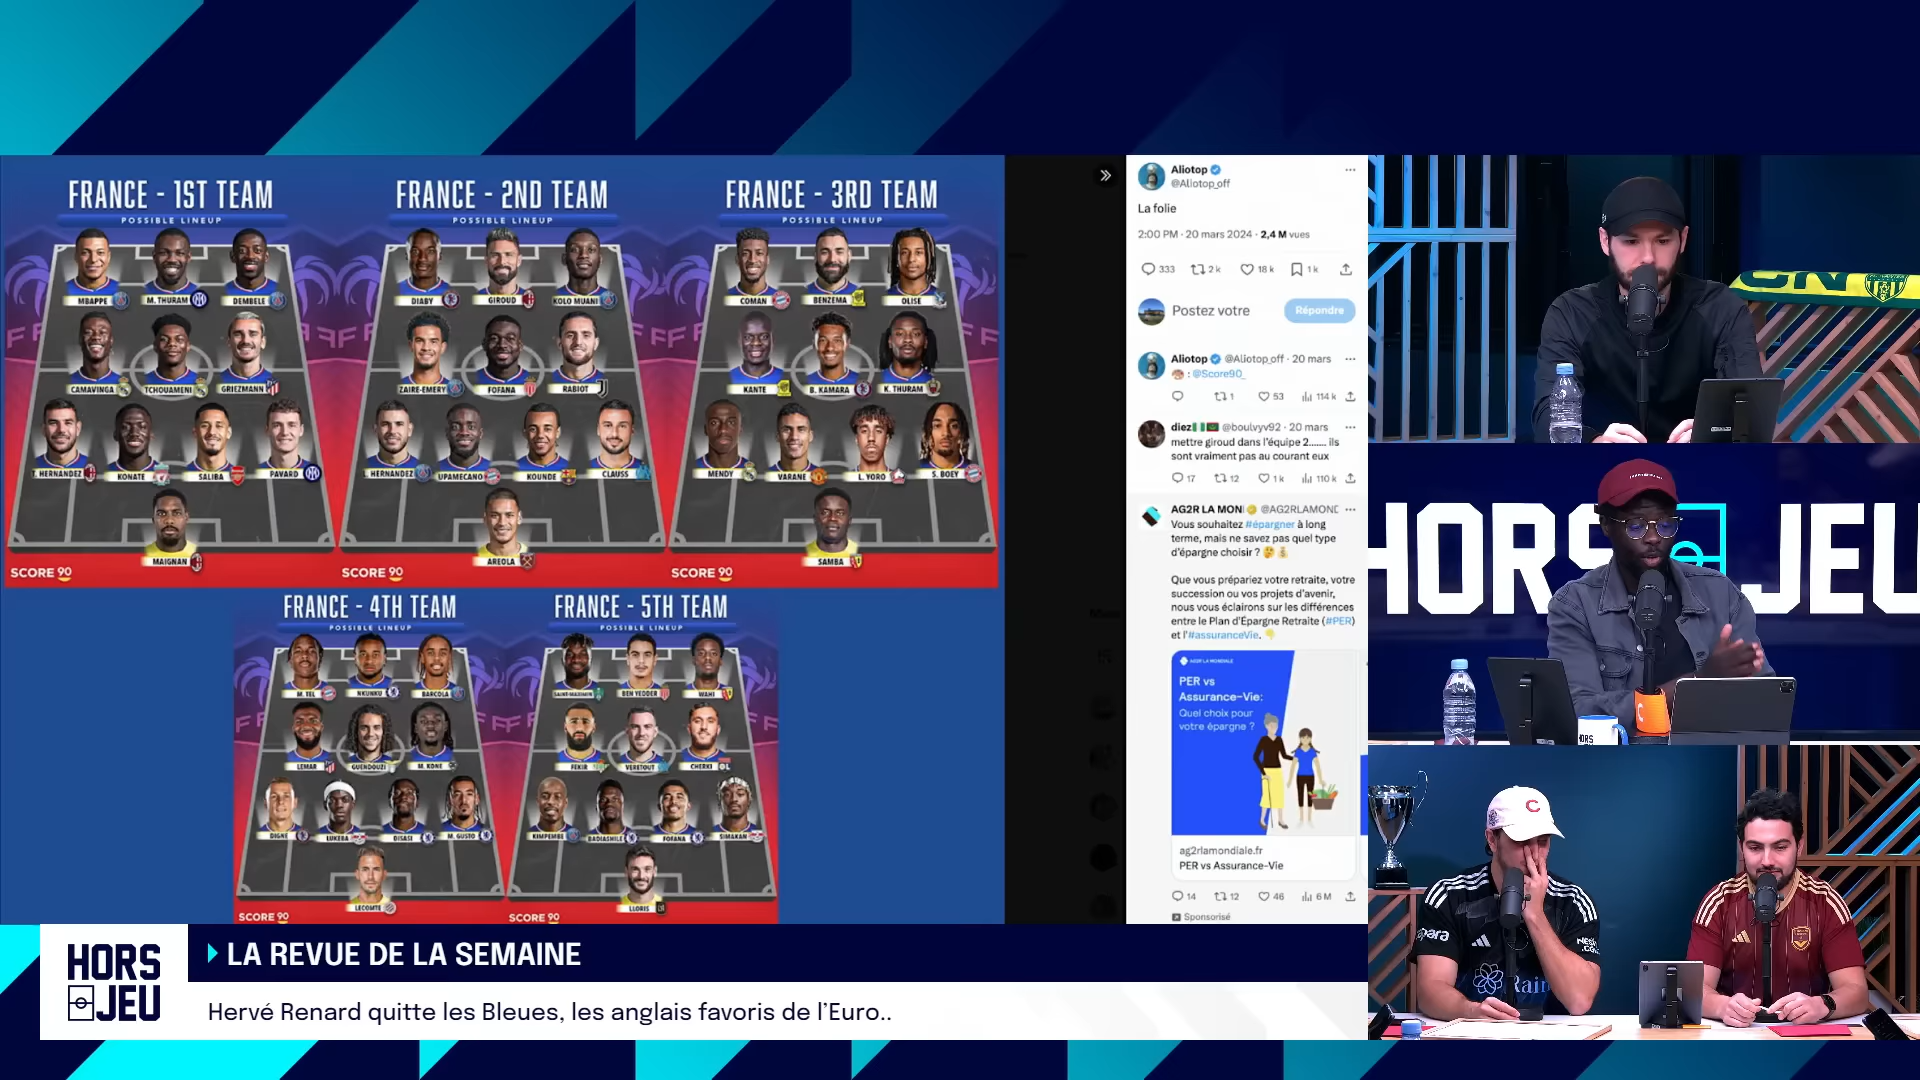 FRANCE - 1ST TEAM
POSSIBLE LINEUP
MBAPPE
M. THURAM
DEMBELE
CAMAVINGA
TCHOUAMENI
GRIEZMANN
T. HERNANDEZ
KONATE
SALIBA
PAVARD
MAIGNAN
SCORE 90
FRANCE - 2ND TEAM
POSSIBLE LINEUP
DIABY
GIROUD
KOLO MUANI
ZAIRE-EMERY
FOFANA
RABIOT
L. HERNANDEZ
UPAMECANO
KOUNDE
CLAUSS
AREOLA
SCORE 90
FRANCE - 3RD TEAM
POSSIBLE LINEUP
COMAN
BENZEMA
OLISE
KANTE
B. KAMARA
K. THURAM
MENDY
VARANE
L. YORO
S. BOEY
SAMBA
SCORE 90
FRANCE - 4TH TEAM
POSSIBLE LINEUP
M. TEL
NKUNKU
BARCOLA
LEMAR
GUENDOUZI
M. KONE
DIGNE
LUKEBA
DISASI
M. GUSTO
LECOMTE
SCORE 90
FRANCE - 5TH TEAM
POSSIBLE LINEUP
SAINT-MAXIMIN
BEN YEDDER
WAHI
FEKIR
VERETOUT
CHERKI
KIMPEMBE
BADIASHILE
FOFANA
SIMAKAN
LLORIS
SCORE 90
Aliotop
@Aliotop_off
La folie
2:00 PM · 20 mars 2024 · 2,4 M vues
333 2 k 18 k 1 k
Postez votre
Répondre
Aliotop @Aliotop_off · 20 mars
: @Score90_
1 53 114 k
diez @boulvyv92 · 20 mars
mettre giroud dans l'équipe 2....... ils
sont vraiment pas au courant eux
17 12 1 k 110 k
AG2R LA MON @AG2RLAMOND
Vous souhaitez #épargner à long
terme, mais ne savez pas quel type
d'épargne choisir ?
Que vous prépariez votre retraite, votre
succession ou vos projets d'avenir,
nous vous éclairons sur les différences
entre le Plan d'Épargne Retraite (#PER)
et l'#assuranceVie.
AG2R LA MONDIALE
PER vs
Assurance-Vie:
Quel choix pour
votre épargne ?
ag2rlamondiale.fr
PER vs Assurance-Vie
14 12 46 6 M
Sponsorisé
HORS JEU
HORS
JEU
LA REVUE DE LA SEMAINE
Hervé Renard quitte les Bleues, les anglais favoris de l'Euro..